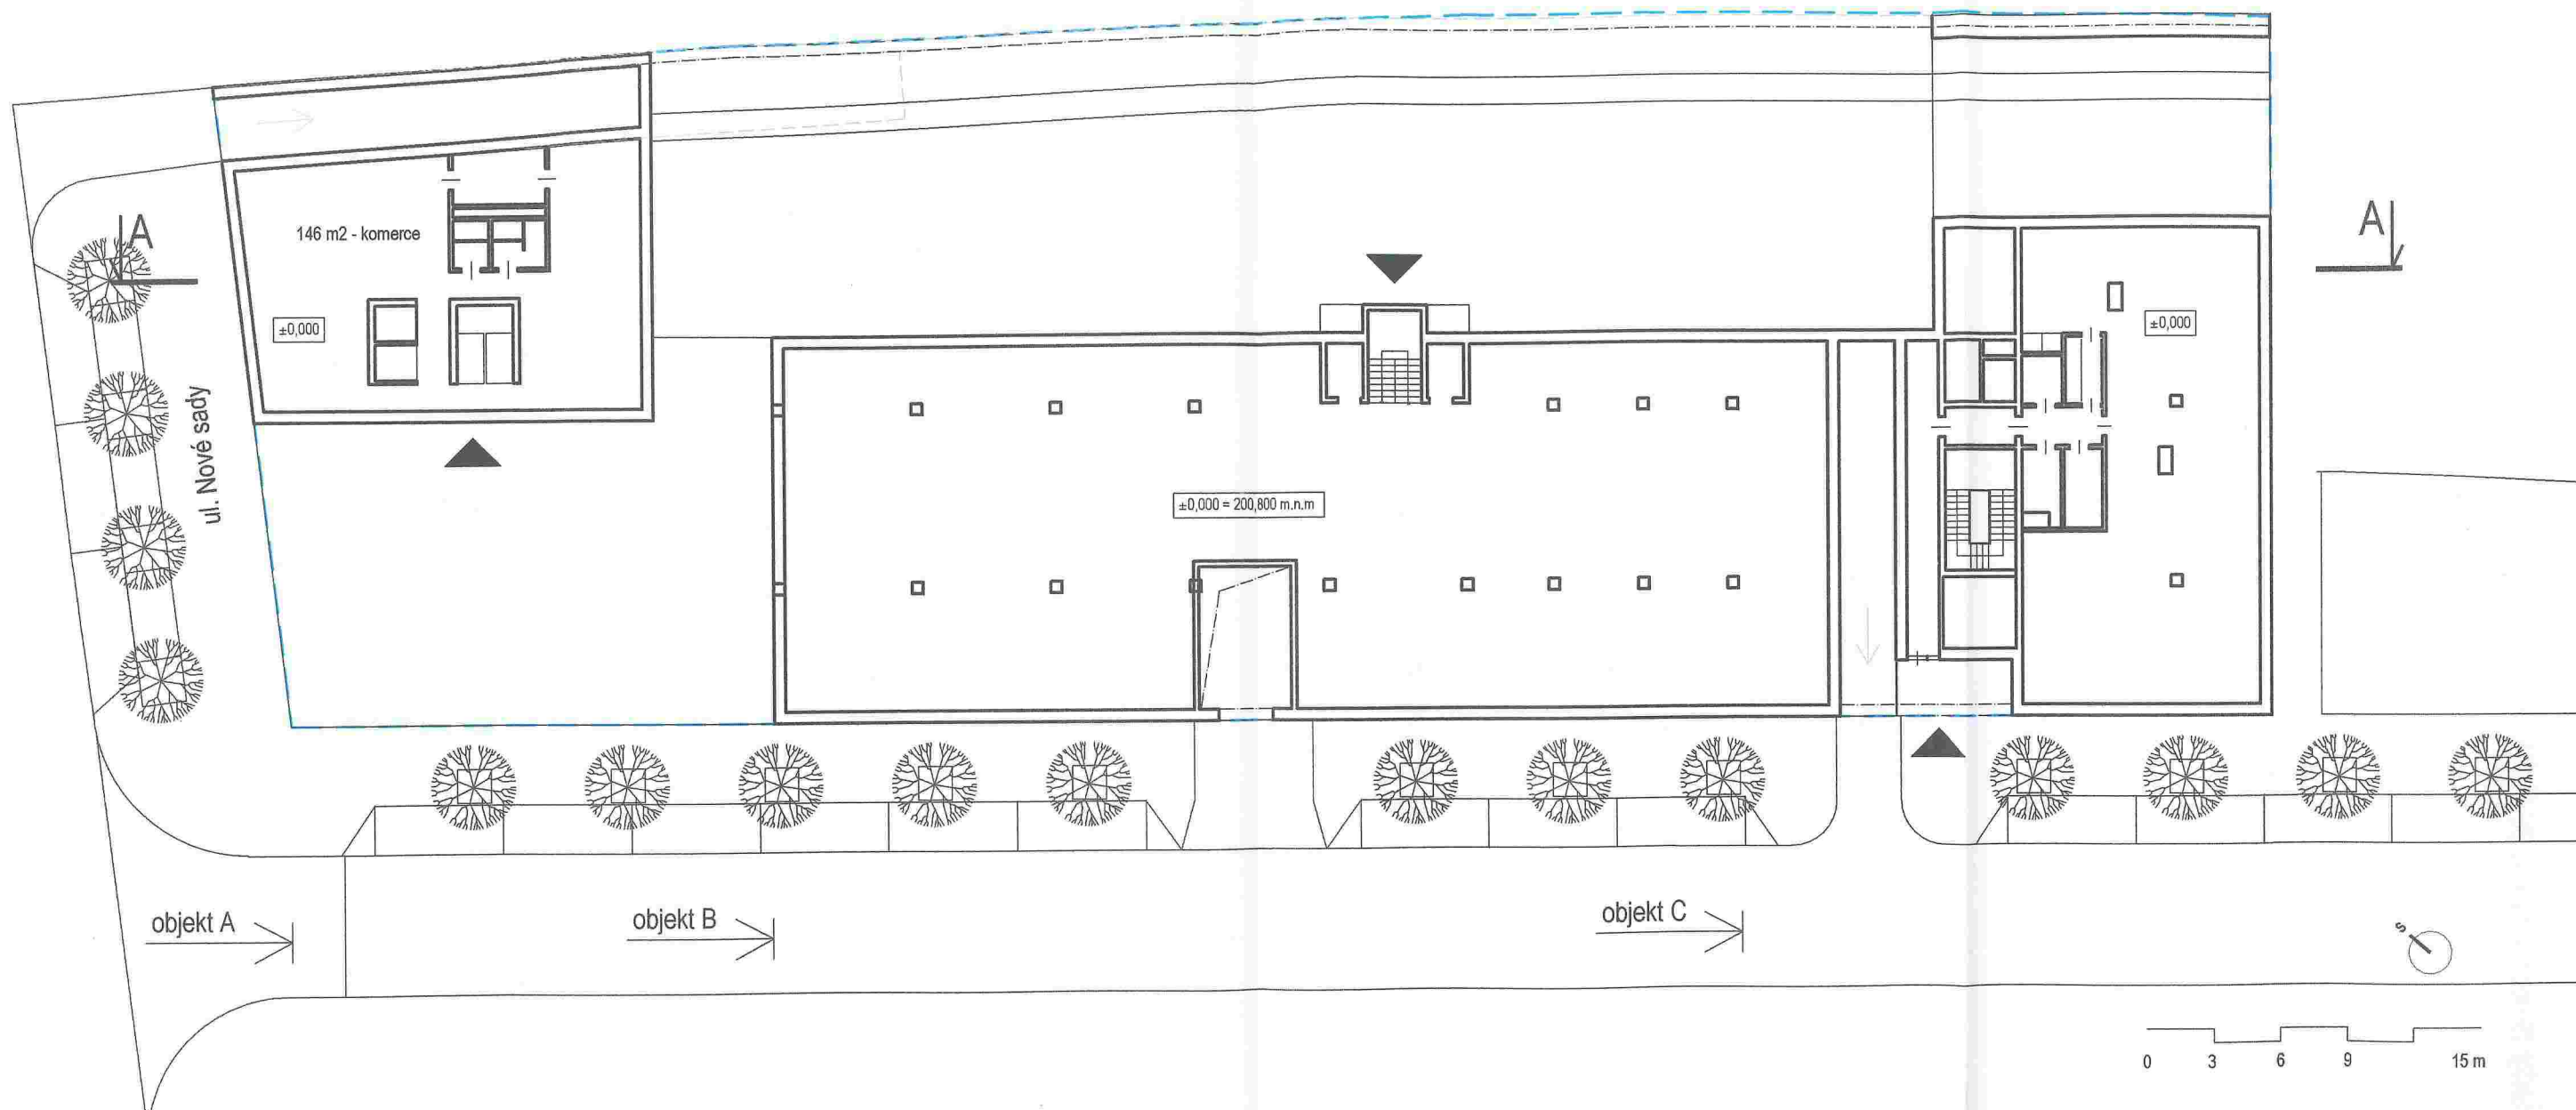 A
A
146 m2 - komerce
±0,000
±0,000
ul. Nové sady
±0,000 = 200,800 m.n.m
objekt A
objekt B
objekt C
s
0 3 6 9 15 m